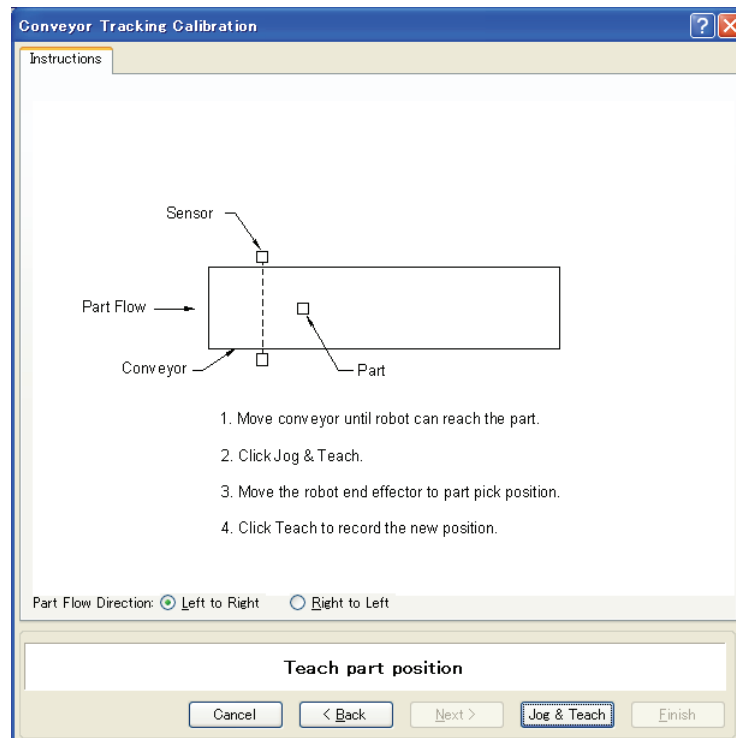 Conveyor Tracking Calibration
Instructions
Sensor
Part Flow
Conveyor
Part
1. Move conveyor until robot can reach the part.
2. Click Jog & Teach.
3. Move the robot end effector to part pick position.
4. Click Teach to record the new position.
Part Flow Direction: Left to Right Right to Left
Teach part position
Cancel < Back Next > Jog & Teach Finish